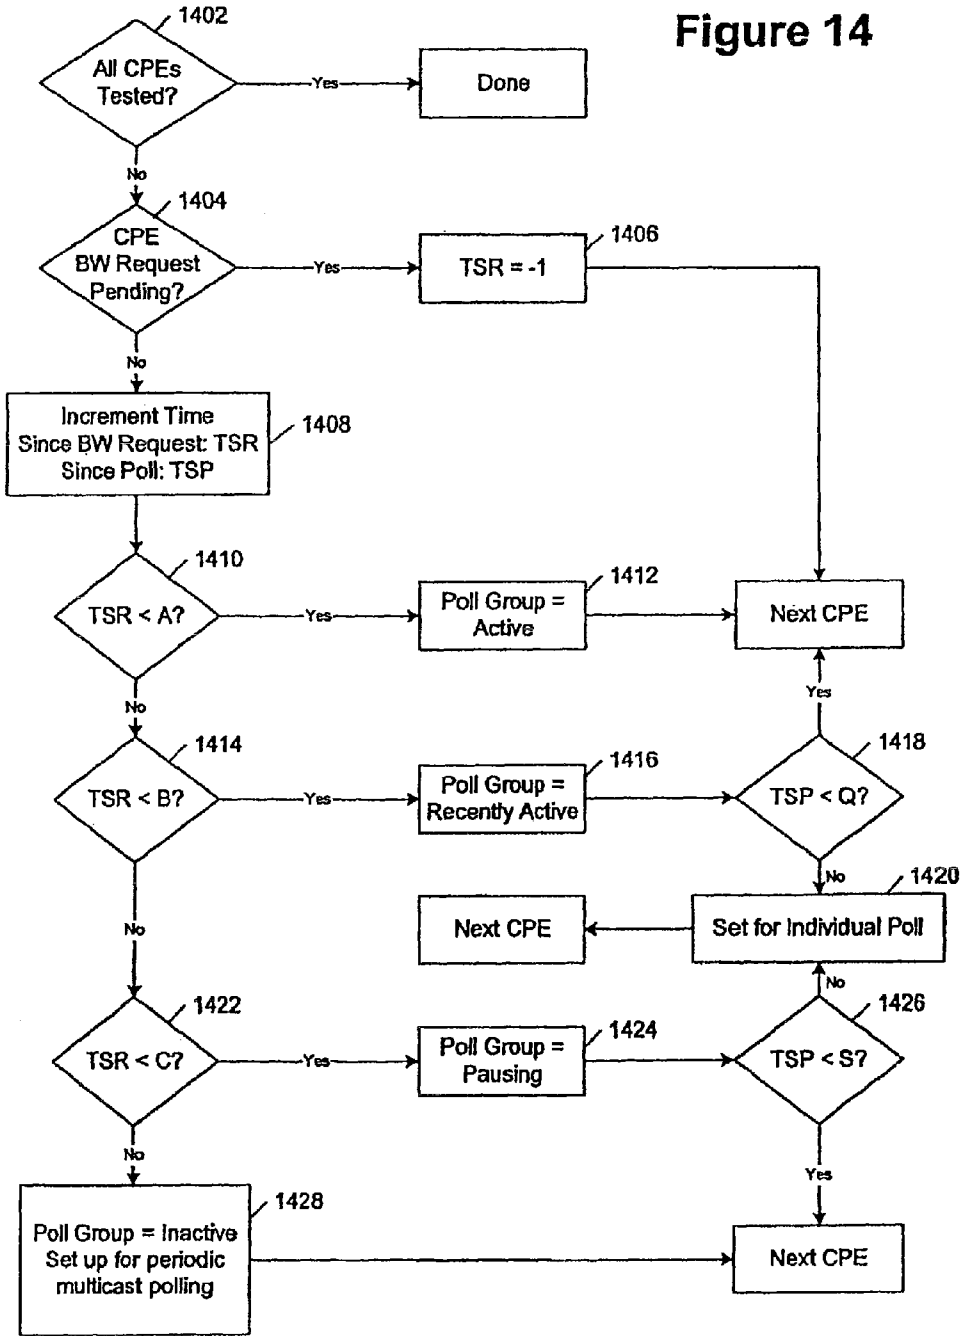 Figure 14
1402
All CPEs
Tested?
Yes
Done
No
1404
CPE
BW Request
Pending?
Yes
1406
TSR = -1
No
Increment Time
Since BW Request: TSR
Since Poll: TSP
1408
1410
TSR < A?
Yes
1412
Poll Group =
Active
Next CPE
No
Yes
1414
TSR < B?
Yes
1416
Poll Group =
Recently Active
1418
TSP < Q?
No
1420
Set for Individual Poll
Next CPE
No
No
1422
TSR < C?
Yes
1424
Poll Group =
Pausing
1426
TSP < S?
No
Yes
1428
Poll Group = Inactive
Set up for periodic
multicast polling
Next CPE